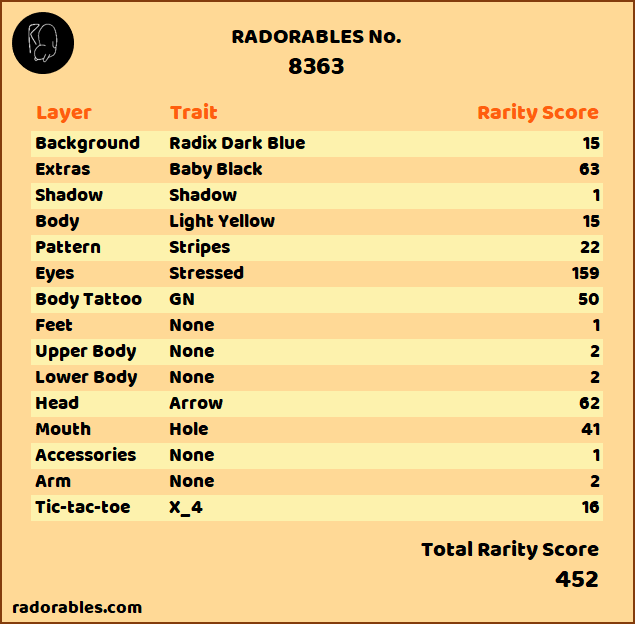 RADORABLES No.
8363
Layer Trait Rarity Score
Background Radix Dark Blue 15
Extras Baby Black 63
Shadow Shadow 1
Body Light Yellow 15
Pattern Stripes 22
Eyes Stressed 159
Body Tattoo GN 50
Feet None 1
Upper Body None 2
Lower Body None 2
Head Arrow 62
Mouth Hole 41
Accessories None 1
Arm None 2
Tic-tac-toe X_4 16
Total Rarity Score
452
radorables.com